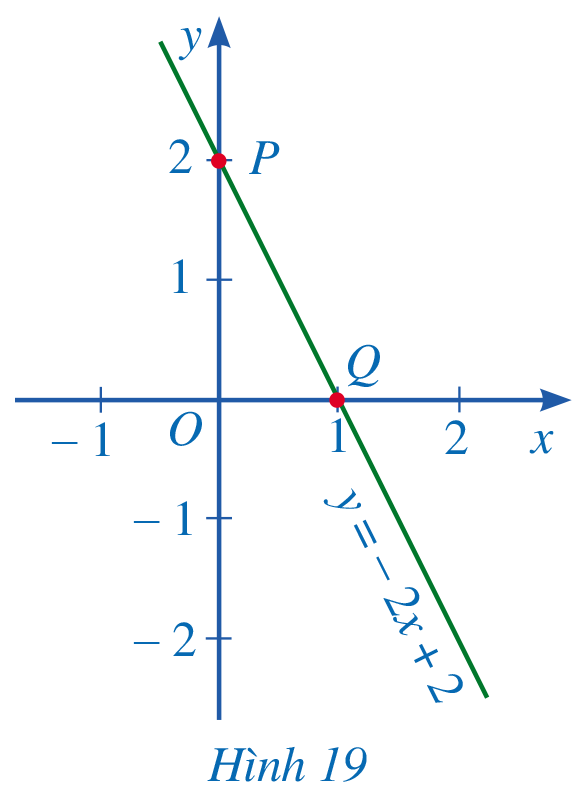 y
2 P
1
Q
– 1 O 1 2 x
– 1
y = – 2x + 2
– 2
Hình 19